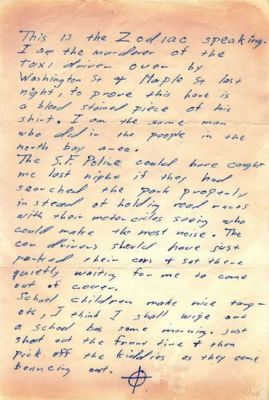 This is the Zodiac speaking.
I am the murderer of the
taxi driver over by
Washington St & Maple St last
night, to prove this here is
a blood stained piece of his
shirt. I am the same man
who did in the people in the
north bay area.
The S.F. Police could have caught
me last night if they had
searched the park properly
instead of holding road races
with their motorcicles seeing who
could make the most noise. The
car drivers should have just
parked their cars & sat there
quietly waiting for me to come
out of cover.
School children make nice targ-
ets, I think I shall wipe out
a school bus some morning. Just
shoot out the front tire & then
pick off the kiddies as they come
bouncing out.